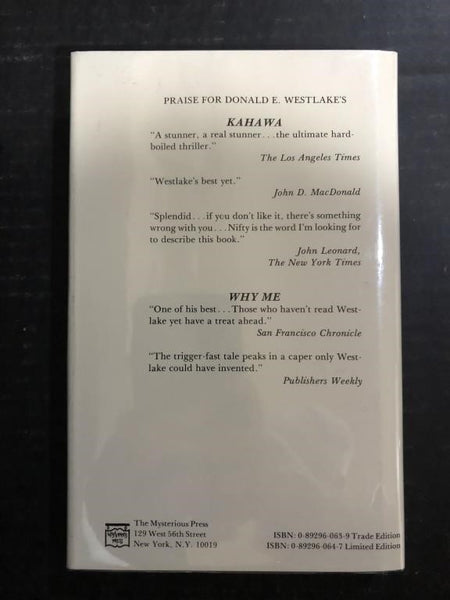 PRAISE FOR DONALD E. WESTLAKE'S
KAHAWA
"A stunner, a real stunner...the ultimate hard-
boiled thriller."
The Los Angeles Times
"Westlake's best yet."
John D. MacDonald
"Splendid...if you don't like it, there's something
wrong with you...Nifty is the word I'm looking for
to describe this book."
John Leonard,
The New York Times
WHY ME
"One of his best...Those who haven't read West-
lake yet have a treat ahead."
San Francisco Chronicle
"The trigger-fast tale peaks in a caper only West-
lake could have invented."
Publishers Weekly
The Mysterious Press
129 West 56th Street
New York, N.Y. 10019
ISBN: 0-89296-063-9 Trade Edition
ISBN: 0-89296-064-7 Limited Edition